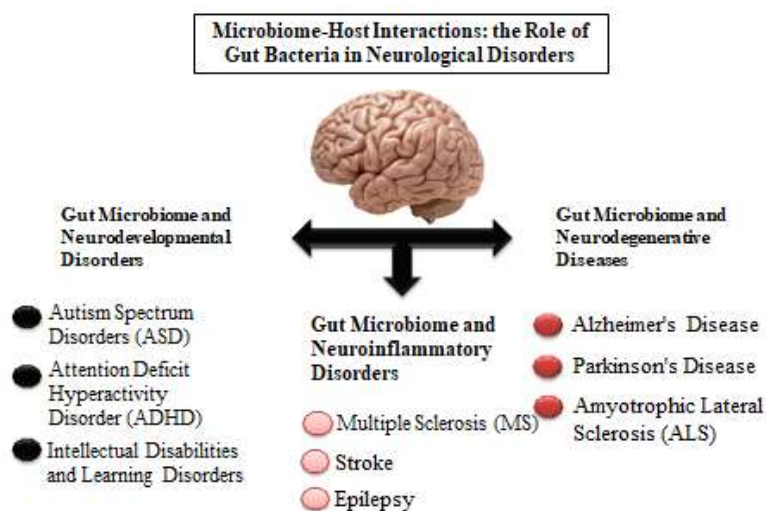 Microbiome-Host Interactions: the Role of
Gut Bacteria in Neurological Disorders
Gut Microbiome and
Neurodevelopmental
Disorders
Autism Spectrum
Disorders (ASD)
Attention Deficit
Hyperactivity
Disorder (ADHD)
Intellectual Disabilities
and Learning Disorders
Gut Microbiome and
Neuroinflammatory
Disorders
Multiple Sclerosis (MS)
Stroke
Epilepsy
Gut Microbiome and
Neurodegenerative
Diseases
Alzheimer's Disease
Parkinson's Disease
Amyotrophic Lateral
Sclerosis (ALS)